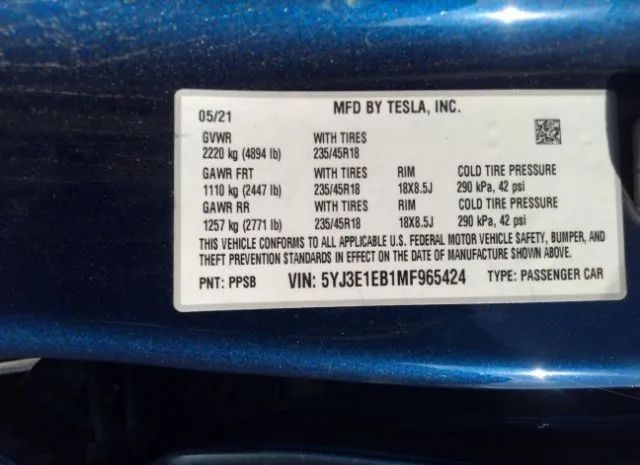 MFD BY TESLA, INC.
05/21
GVWR WITH TIRES
2220 kg (4894 lb) 235/45R18
GAWR FRT WITH TIRES RIM COLD TIRE PRESSURE
1110 kg (2447 lb) 235/45R18 18X8.5J 290 kPa, 42 psi
GAWR RR WITH TIRES RIM COLD TIRE PRESSURE
1257 kg (2771 lb) 235/45R18 18X8.5J 290 kPa, 42 psi
THIS VEHICLE CONFORMS TO ALL APPLICABLE U.S. FEDERAL MOTOR VEHICLE SAFETY, BUMPER, AND
THEFT PREVENTION STANDARDS IN EFFECT ON THE DATE OF MANUFACTURE SHOWN ABOVE.
PNT: PPSB VIN: 5YJ3E1EB1MF965424 TYPE: PASSENGER CAR